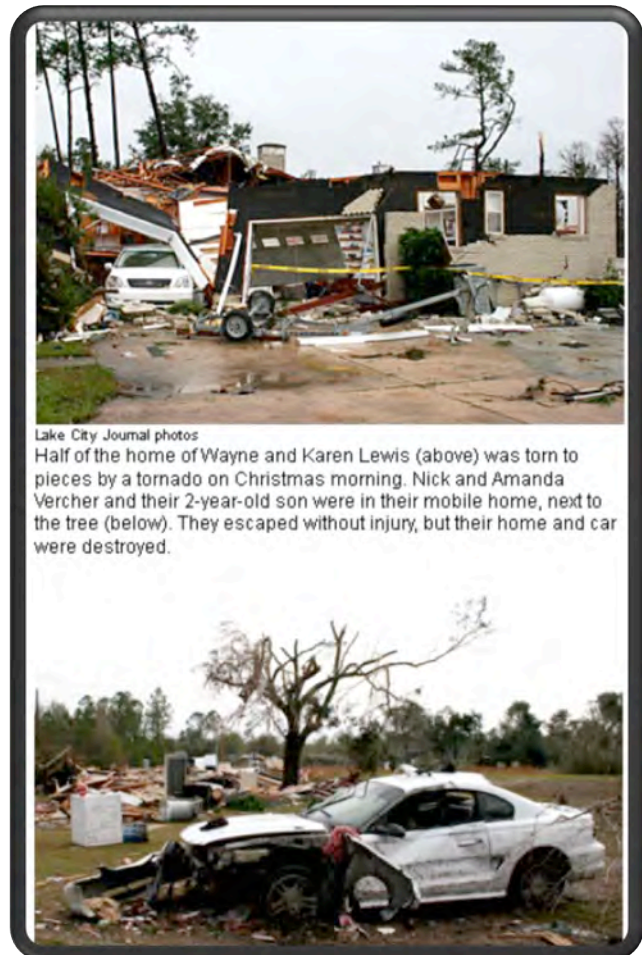 Lake City Journal photos
Half of the home of Wayne and Karen Lewis (above) was torn to
pieces by a tornado on Christmas morning. Nick and Amanda
Vercher and their 2-year-old son were in their mobile home, next to
the tree (below). They escaped without injury, but their home and car
were destroyed.